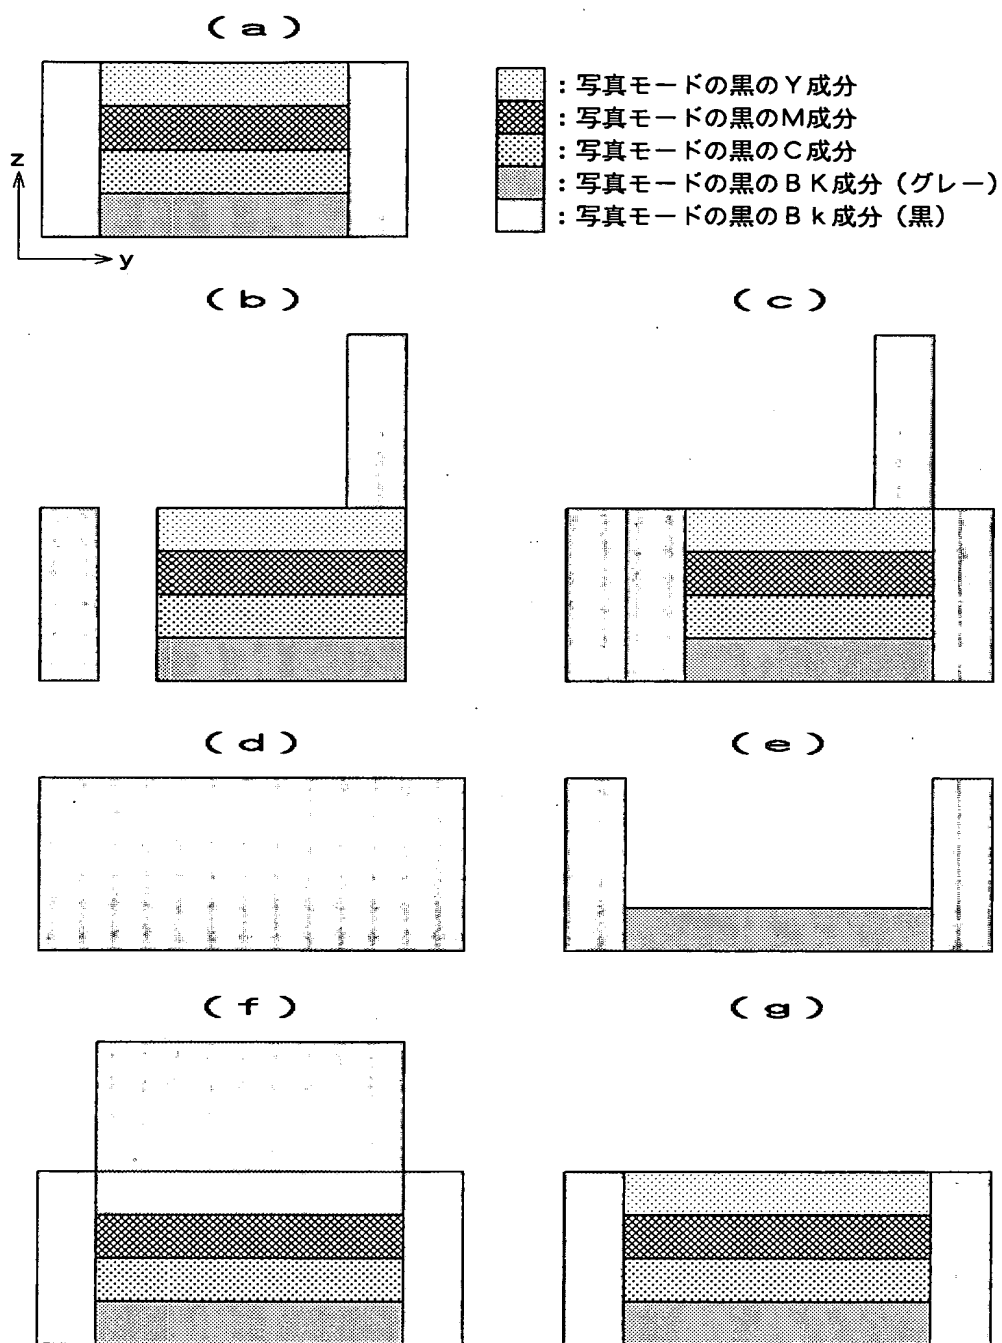 (a)
:写真モードの黒のY成分
:写真モードの黒のM成分
:写真モードの黒のC成分
:写真モードの黒のBK成分(グレー)
:写真モードの黒のBk成分(黒)
z
y
(b)
(c)
(d)
(e)
(f)
(g)